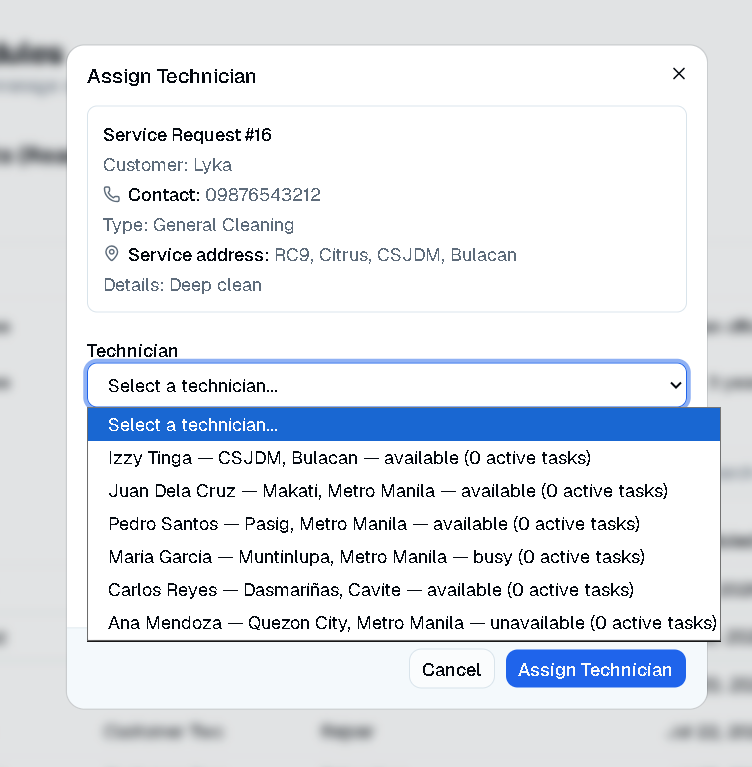 Assign Technician
Service Request #16
Customer: Lyka
Contact: 09876543212
Type: General Cleaning
Service address: RC9, Citrus, CSJDM, Bulacan
Details: Deep clean
Technician
Select a technician...
Select a technician...
Izzy Tinga — CSJDM, Bulacan — available (0 active tasks)
Juan Dela Cruz — Makati, Metro Manila — available (0 active tasks)
Pedro Santos — Pasig, Metro Manila — available (0 active tasks)
Maria Garcia — Muntinlupa, Metro Manila — busy (0 active tasks)
Carlos Reyes — Dasmariñas, Cavite — available (0 active tasks)
Ana Mendoza — Quezon City, Metro Manila — unavailable (0 active tasks)
Cancel
Assign Technician